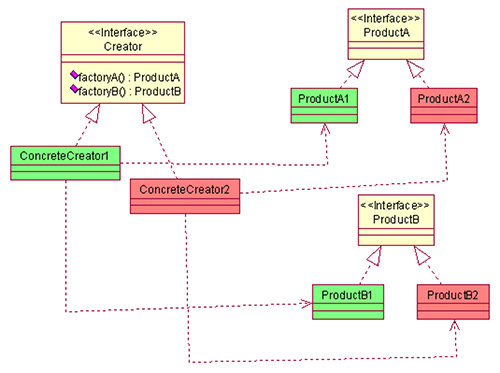 <<Interface>>
Creator
factoryA() : ProductA
factoryB() : ProductB
<<Interface>>
ProductA
ProductA1
ProductA2
ConcreteCreator1
ConcreteCreator2
<<Interface>>
ProductB
ProductB1
ProductB2